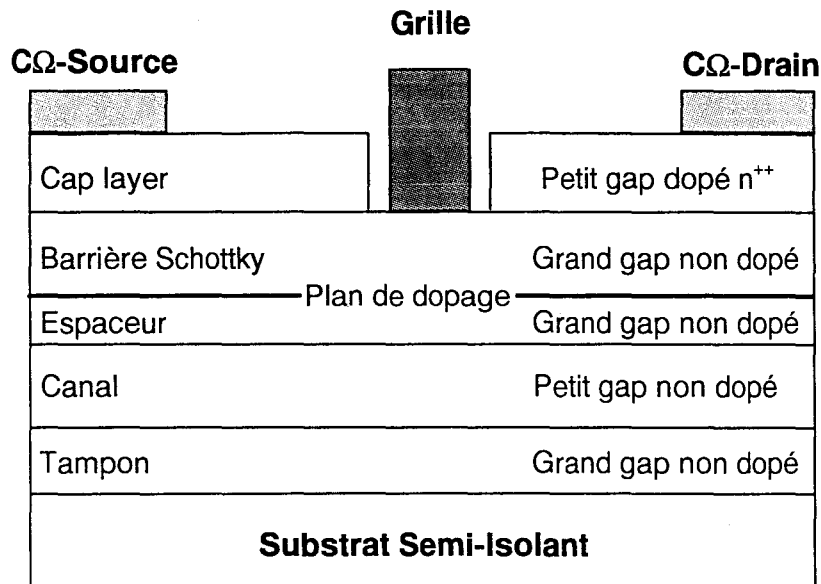 Grille
CΩ-Source
CΩ-Drain
Cap layer
Petit gap dopé n⁺⁺
Barrière Schottky
Grand gap non dopé
Plan de dopage
Espaceur
Grand gap non dopé
Canal
Petit gap non dopé
Tampon
Grand gap non dopé
Substrat Semi-Isolant